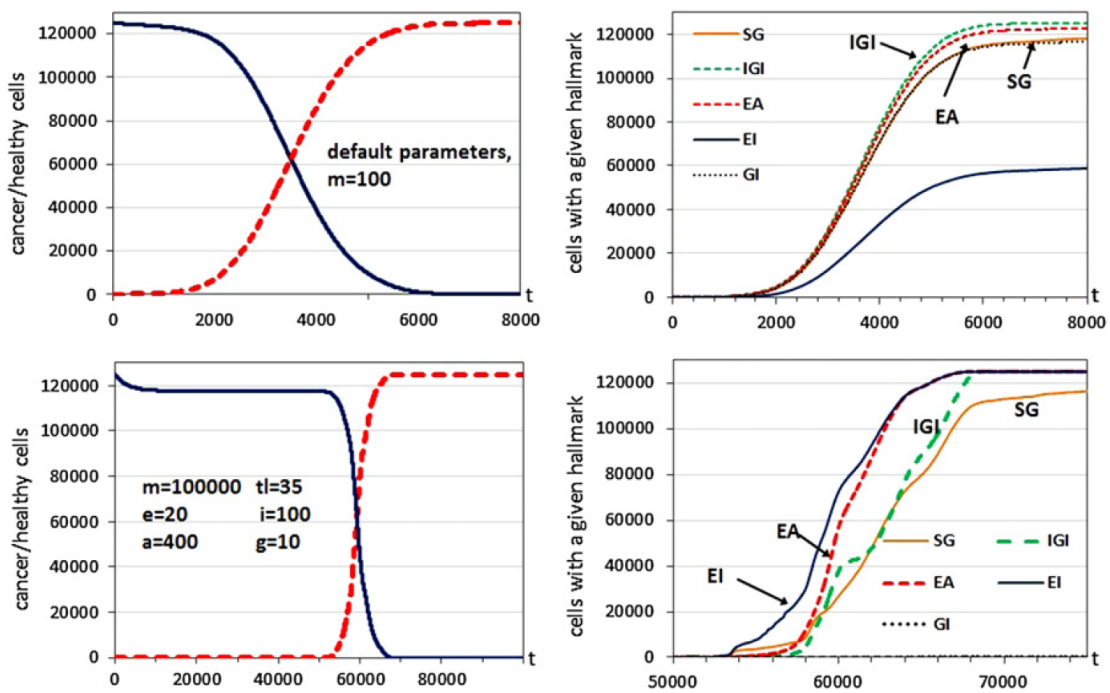 cancer/healthy cells
120000
100000
80000
60000
40000
20000
0
default parameters,
m=100
0 2000 4000 6000 8000 t
cells with a given hallmark
120000
100000
80000
60000
40000
20000
0
SG
IGI
EA
EI
GI
IGI
EA
SG
0 2000 4000 6000 8000 t
cancer/healthy cells
120000
100000
80000
60000
40000
20000
0
m=100000 tl=35
e=20 i=100
a=400 g=10
0 20000 40000 60000 80000 t
cells with a given hallmark
120000
100000
80000
60000
40000
20000
0
SG
IGI
EA
EI
SG IGI
EA EI
GI
50000 60000 70000 t